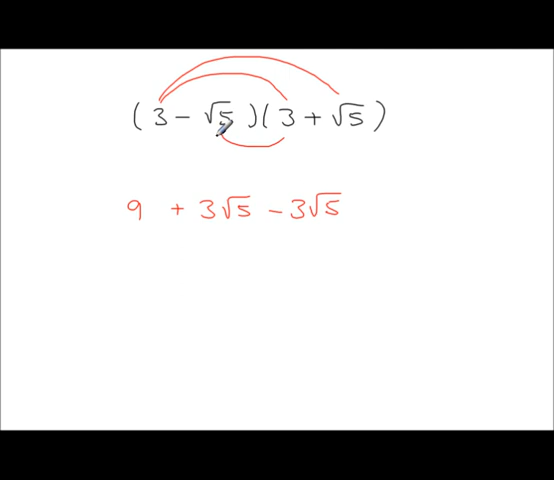 (3 − √5)(3 + √5)
9 + 3√5 − 3√5